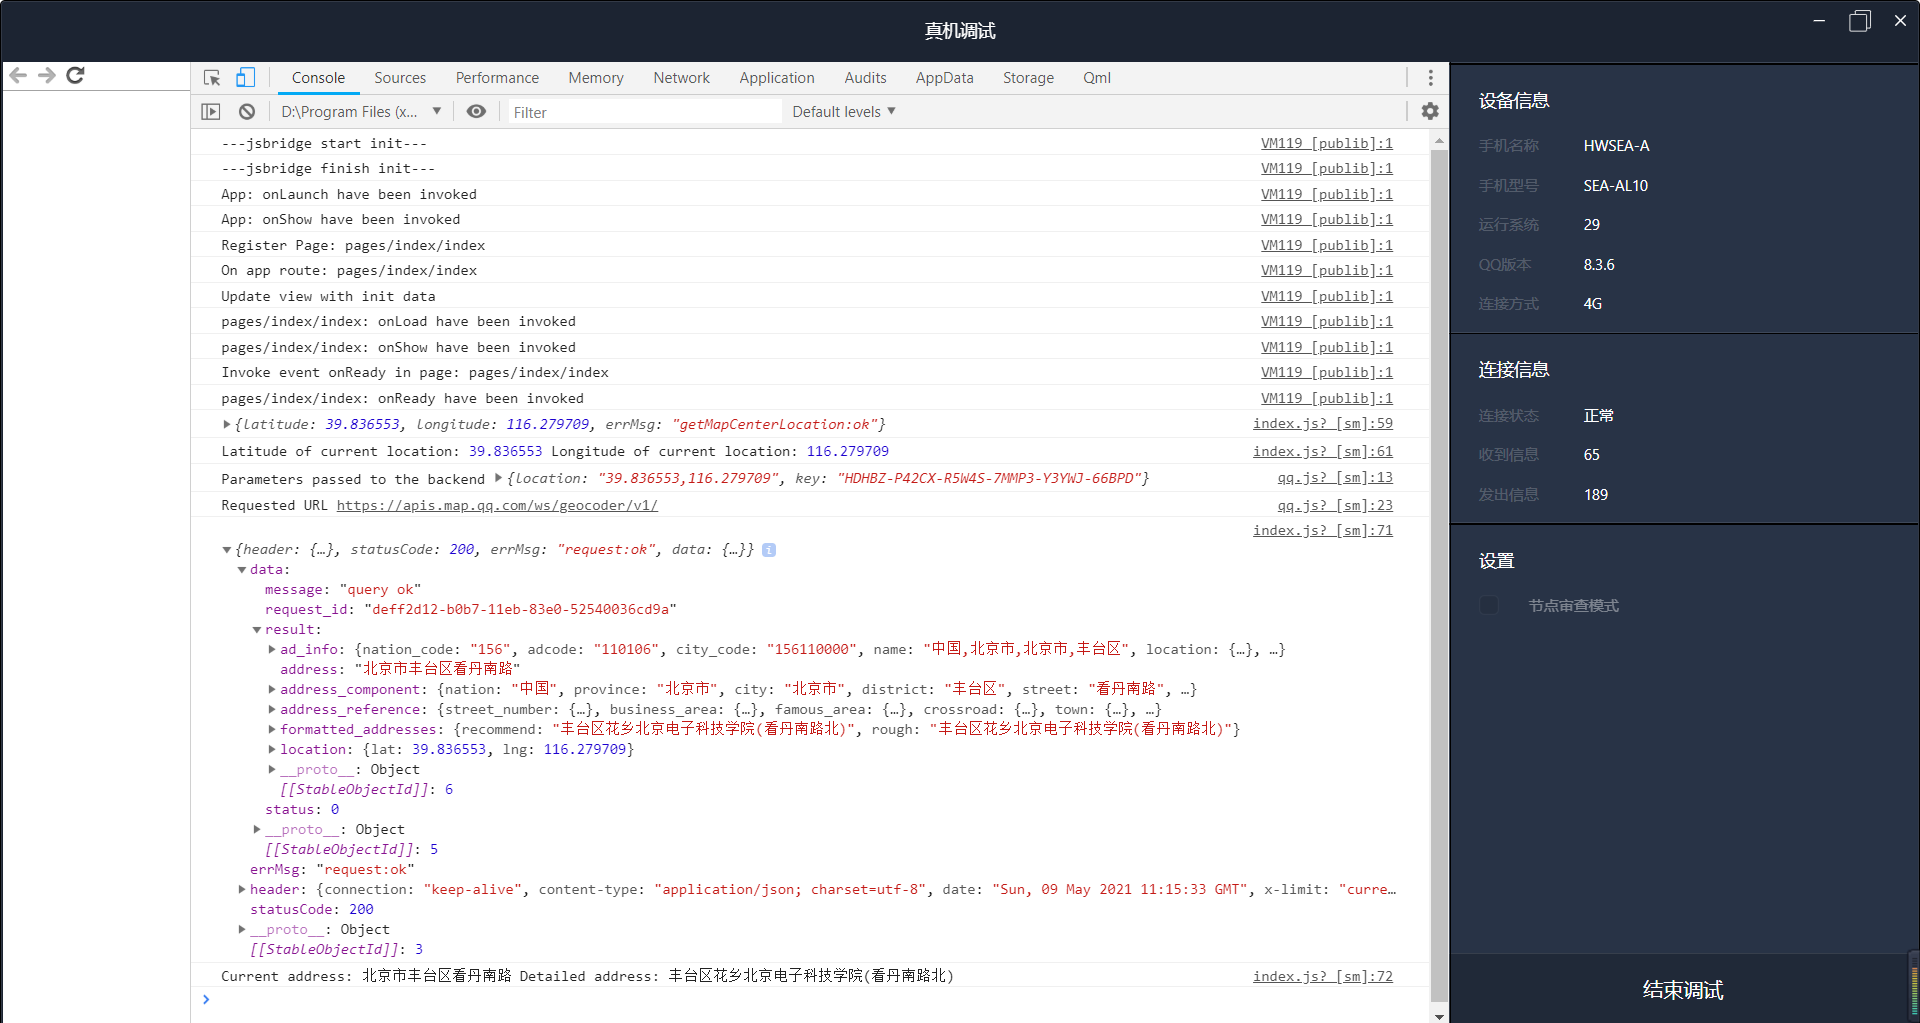 真机调试
Console Sources Performance Memory Network Application Audits AppData Storage Qml
D:\Program Files (x... Filter Default levels
---jsbridge start init--- VM119 [publib]:1
---jsbridge finish init--- VM119 [publib]:1
App: onLaunch have been invoked VM119 [publib]:1
App: onShow have been invoked VM119 [publib]:1
Register Page: pages/index/index VM119 [publib]:1
On app route: pages/index/index VM119 [publib]:1
Update view with init data VM119 [publib]:1
pages/index/index: onLoad have been invoked VM119 [publib]:1
pages/index/index: onShow have been invoked VM119 [publib]:1
Invoke event onReady in page: pages/index/index VM119 [publib]:1
pages/index/index: onReady have been invoked VM119 [publib]:1
{latitude: 39.836553, longitude: 116.279709, errMsg: "getMapCenterLocation:ok"} index.js? [sm]:59
Latitude of current location: 39.836553 Longitude of current location: 116.279709 index.js? [sm]:61
Parameters passed to the backend {location: "39.836553,116.279709", key: "HDHBZ-P42CX-R5W4S-7MMP3-Y3YWJ-66BPD"} qq.js? [sm]:13
Requested URL https://apis.map.qq.com/ws/geocoder/v1/ qq.js? [sm]:23
index.js? [sm]:71
{header: {…}, statusCode: 200, errMsg: "request:ok", data: {…}} i
data:
message: "query ok"
request_id: "deff2d12-b0b7-11eb-83e0-52540036cd9a"
result:
ad_info: {nation_code: "156", adcode: "110106", city_code: "156110000", name: "中国,北京市,北京市,丰台区", location: {…}, …}
address: "北京市丰台区看丹南路"
address_component: {nation: "中国", province: "北京市", city: "北京市", district: "丰台区", street: "看丹南路", …}
address_reference: {street_number: {…}, business_area: {…}, famous_area: {…}, crossroad: {…}, town: {…}, …}
formatted_addresses: {recommend: "丰台区花乡北京电子科技学院(看丹南路北)", rough: "丰台区花乡北京电子科技学院(看丹南路北)"}
location: {lat: 39.836553, lng: 116.279709}
__proto__: Object
[[StableObjectId]]: 6
status: 0
__proto__: Object
[[StableObjectId]]: 5
errMsg: "request:ok"
header: {connection: "keep-alive", content-type: "application/json; charset=utf-8", date: "Sun, 09 May 2021 11:15:33 GMT", x-limit: "curre…
statusCode: 200
__proto__: Object
[[StableObjectId]]: 3
Current address: 北京市丰台区看丹南路 Detailed address: 丰台区花乡北京电子科技学院(看丹南路北) index.js? [sm]:72
设备信息
手机名称 HWSEA-A
手机型号 SEA-AL10
运行系统 29
QQ版本 8.3.6
连接方式 4G
连接信息
连接状态 正常
收到信息 65
发出信息 189
设置
节点审查模式
结束调试